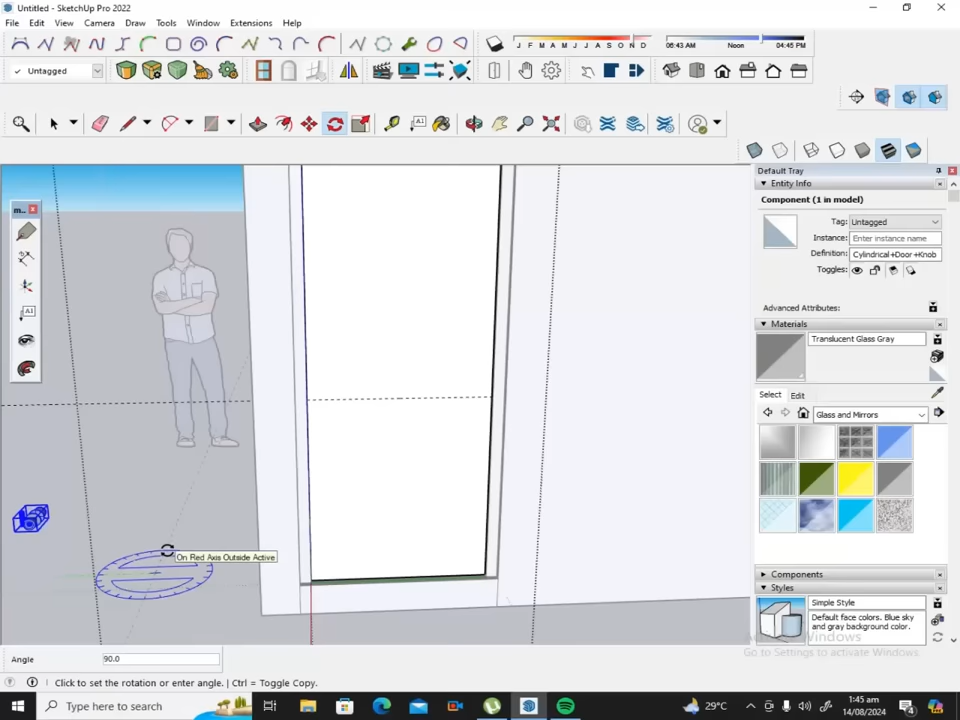 Untitled - SketchUp Pro 2022
File Edit View Camera Draw Tools Window Extensions Help
J F M A M J J A S O N D 06:43 AM Noon 04:45 PM
Untagged
A1
Default Tray
Entity Info
Component (1 in model)
Tag: Untagged
Instance: Enter instance name
Definition: Cylindrical+Door+Knob
Toggles:
Advanced Attributes:
Materials
Translucent Glass Gray
Select Edit
Glass and Mirrors
Components
Styles
Simple Style
Default face colors. Blue sky
and gray background color.
m...
A1
On Red Axis Outside Active
Activate Windows
Go to Settings to activate Windows.
Angle 90.0
Click to set the rotation or enter angle. | Ctrl = Toggle Copy.
Type here to search
29°C
1:45 am
14/08/2024
4